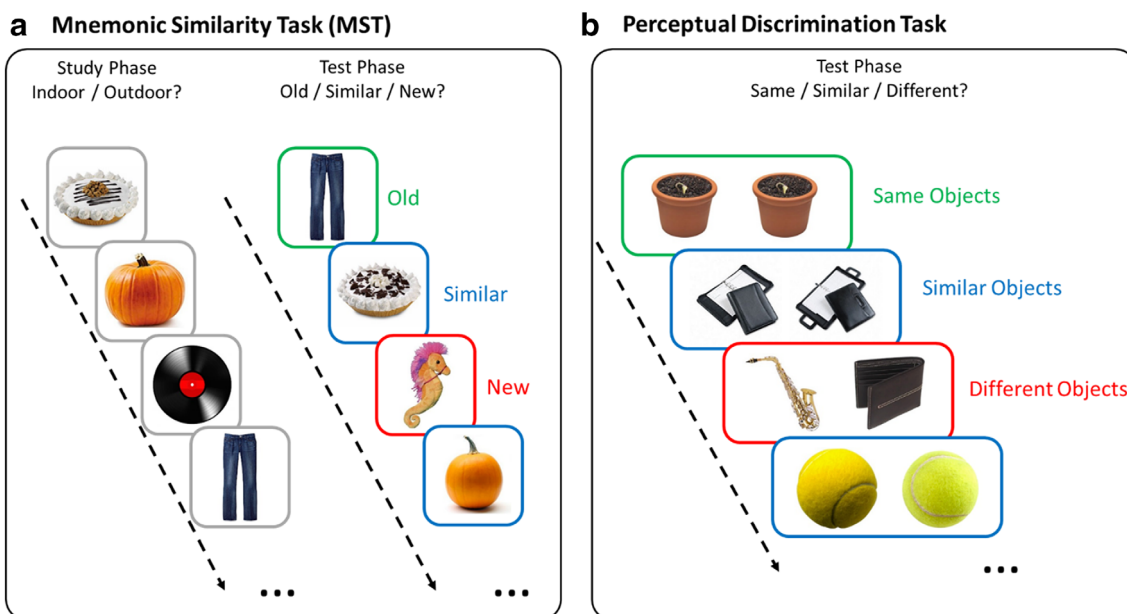 a Mnemonic Similarity Task (MST)
Study Phase
Indoor / Outdoor?
Test Phase
Old / Similar / New?
Old
Similar
New
...
...
b Perceptual Discrimination Task
Test Phase
Same / Similar / Different?
Same Objects
Similar Objects
Different Objects
...